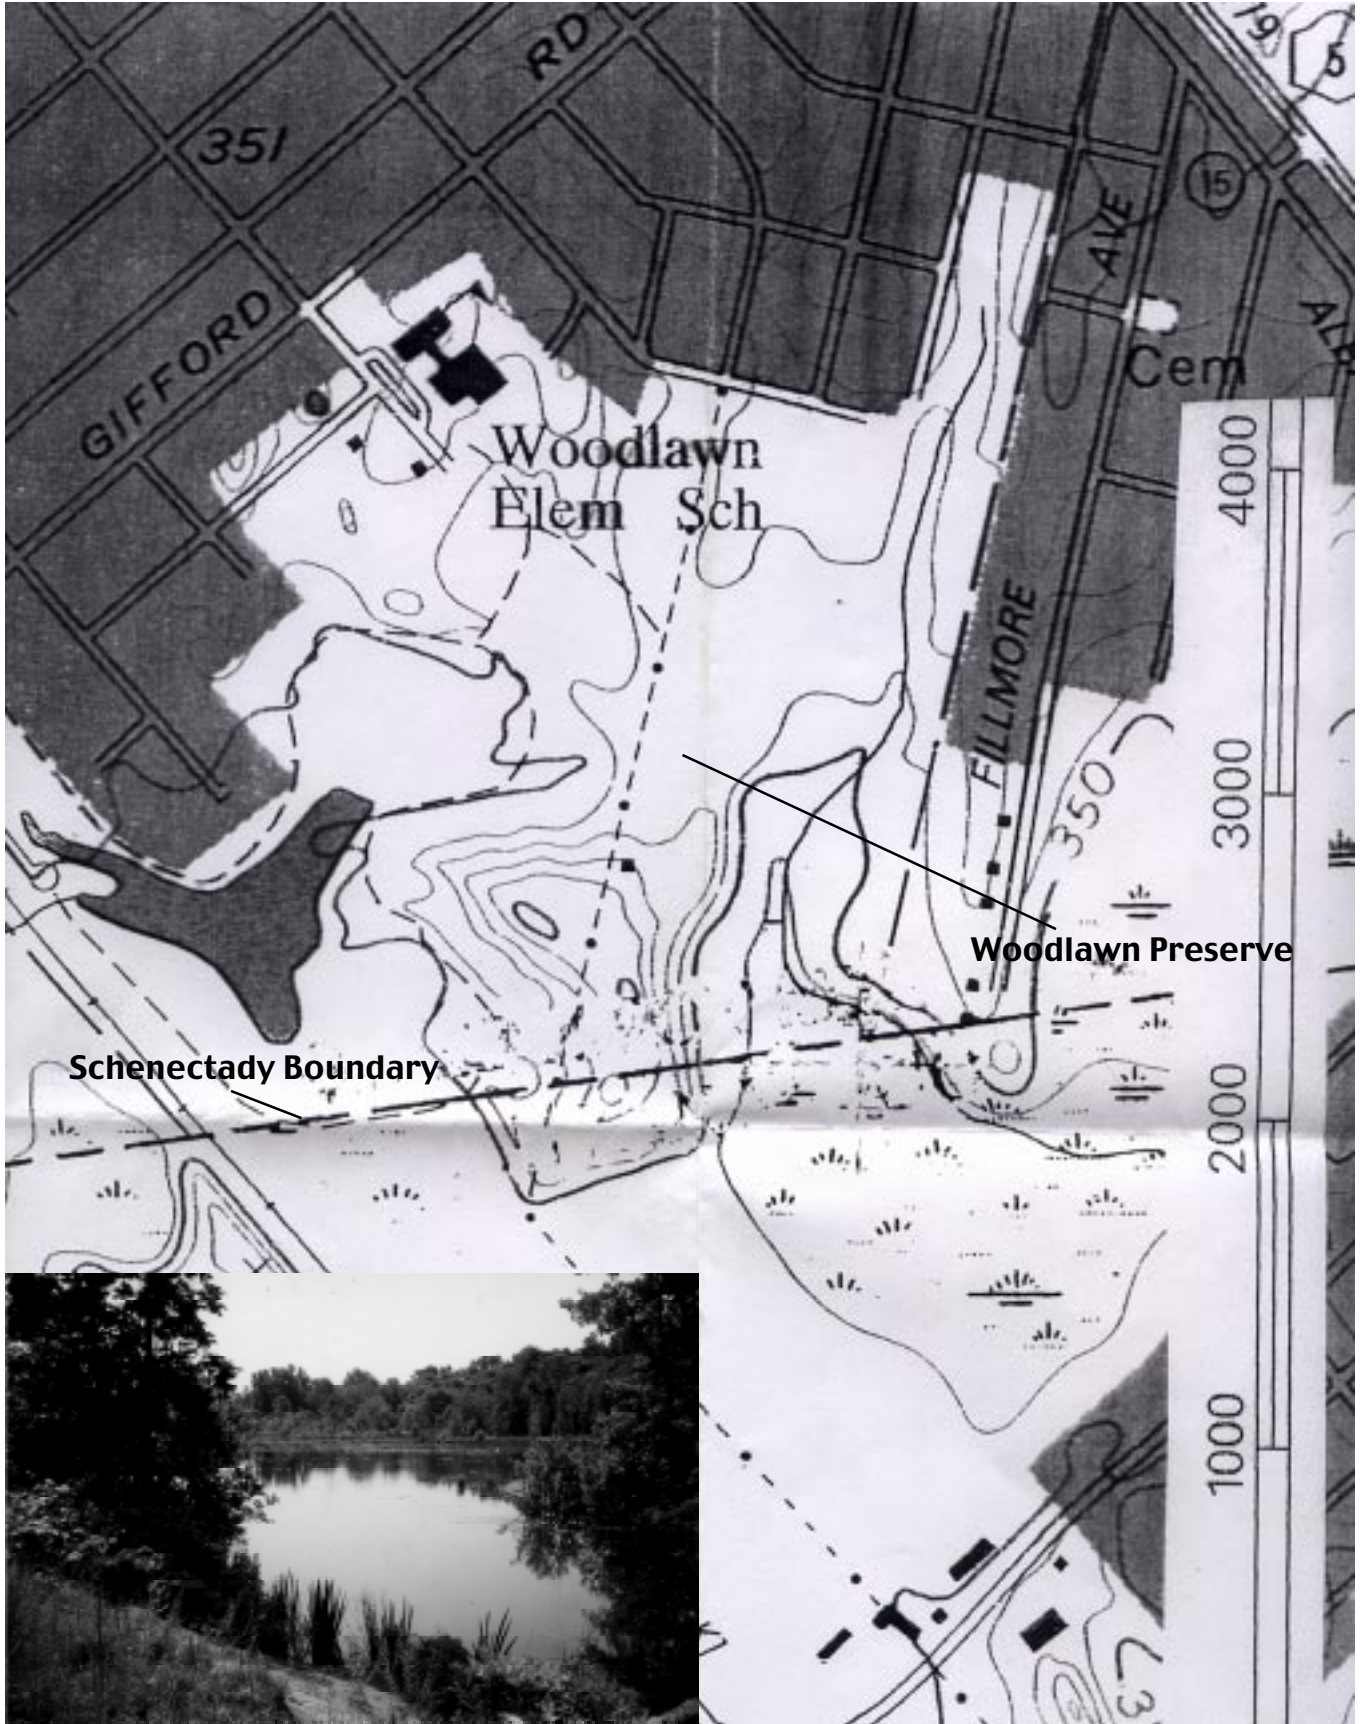 RD
19
5
351
15
AVE
GIFFORD
Cem
Woodlawn
Elem Sch
4000
FILLMORE
3000
350
Woodlawn Preserve
Schenectady Boundary
2000
1000